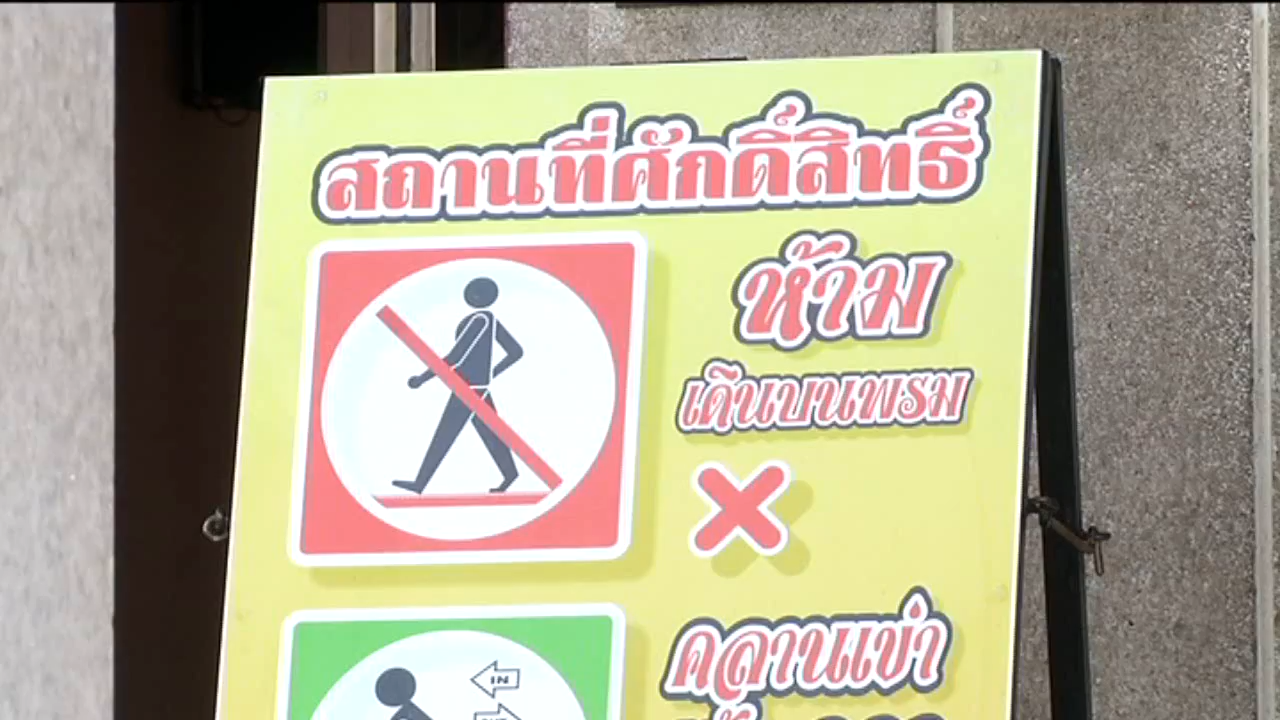 สถานที่ศักดิ์สิทธิ์
ห้าม
เดินบนพรม
คลานเข่า
IN